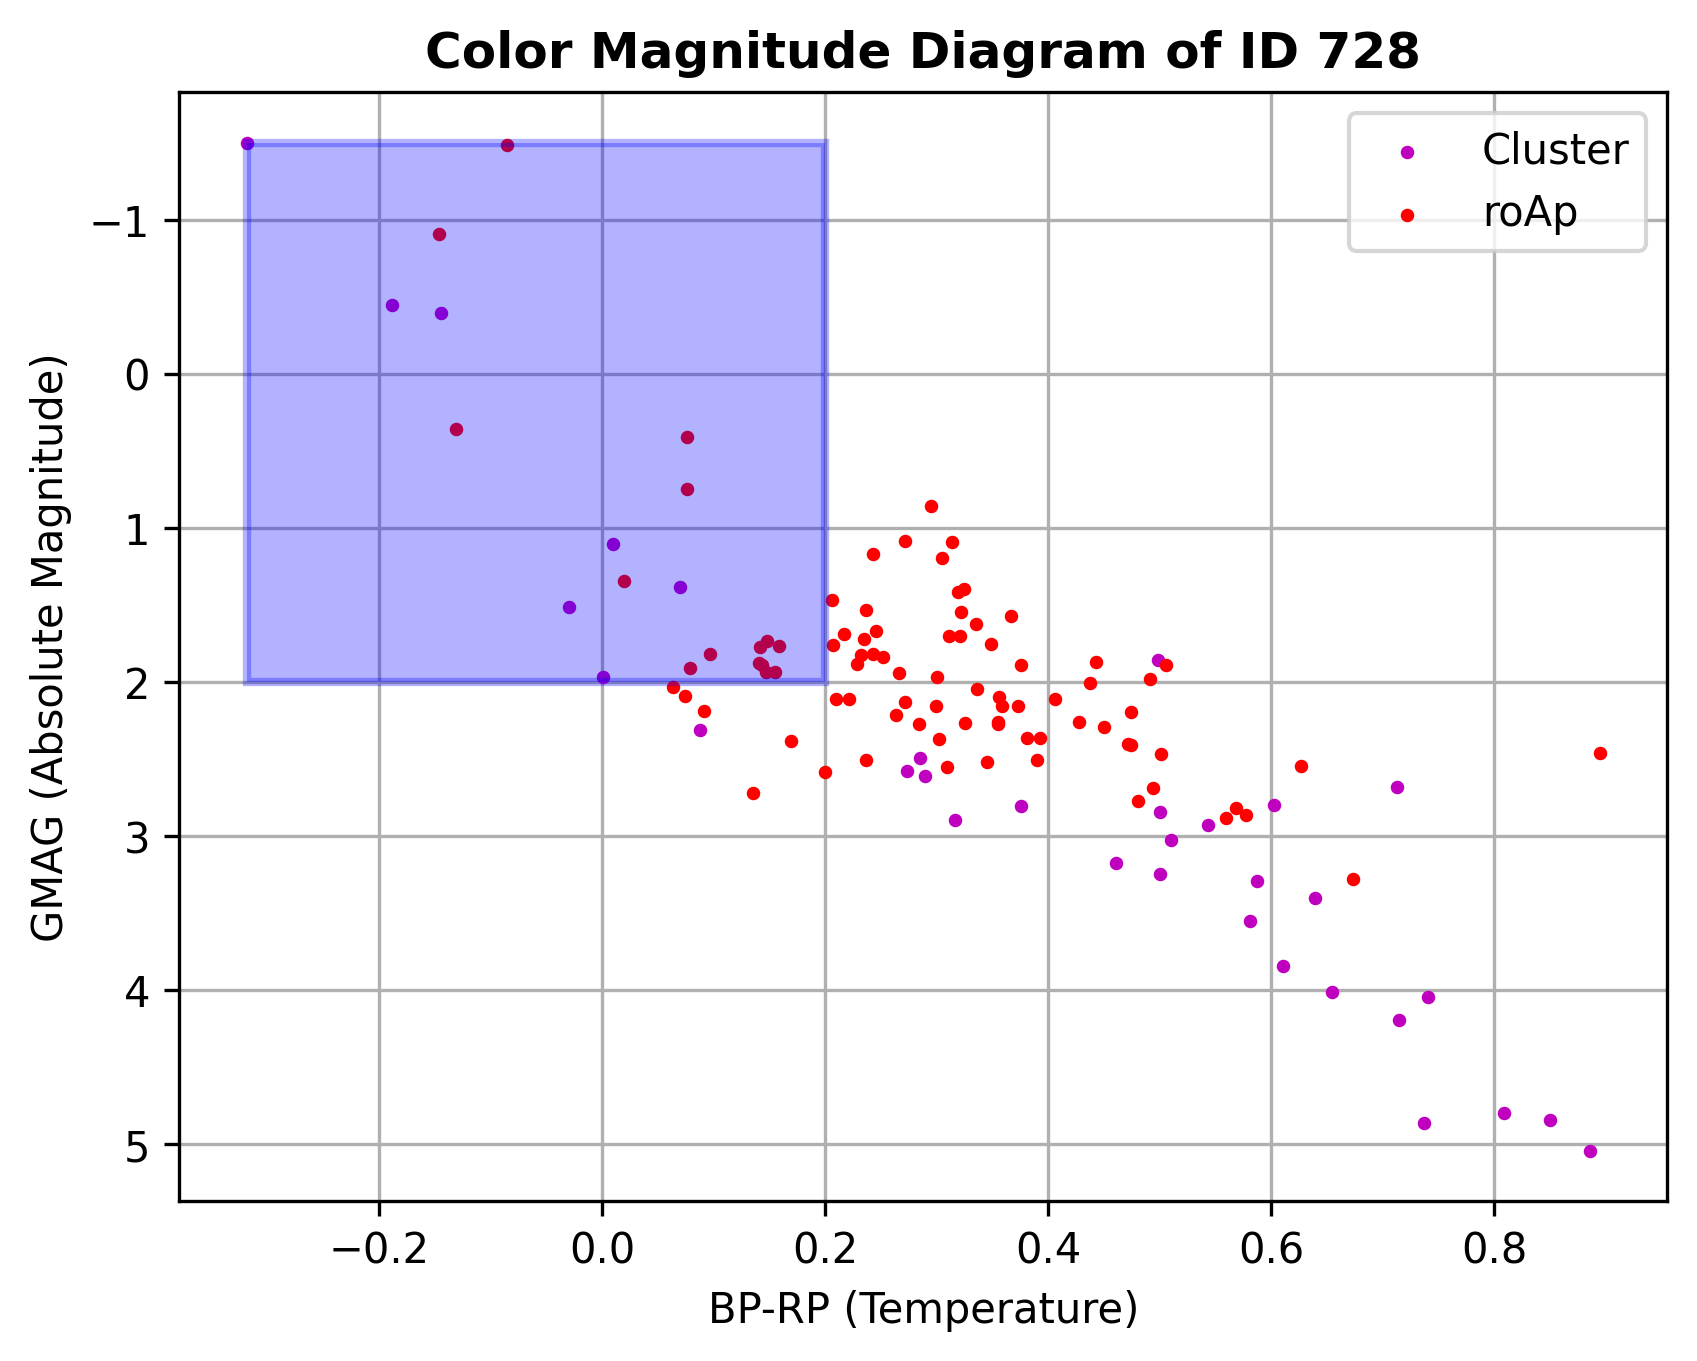 Color Magnitude Diagram of ID 728
Cluster
roAp
−1
0
1
2
3
4
5
GMAG (Absolute Magnitude)
−0.2 0.0 0.2 0.4 0.6 0.8
BP-RP (Temperature)